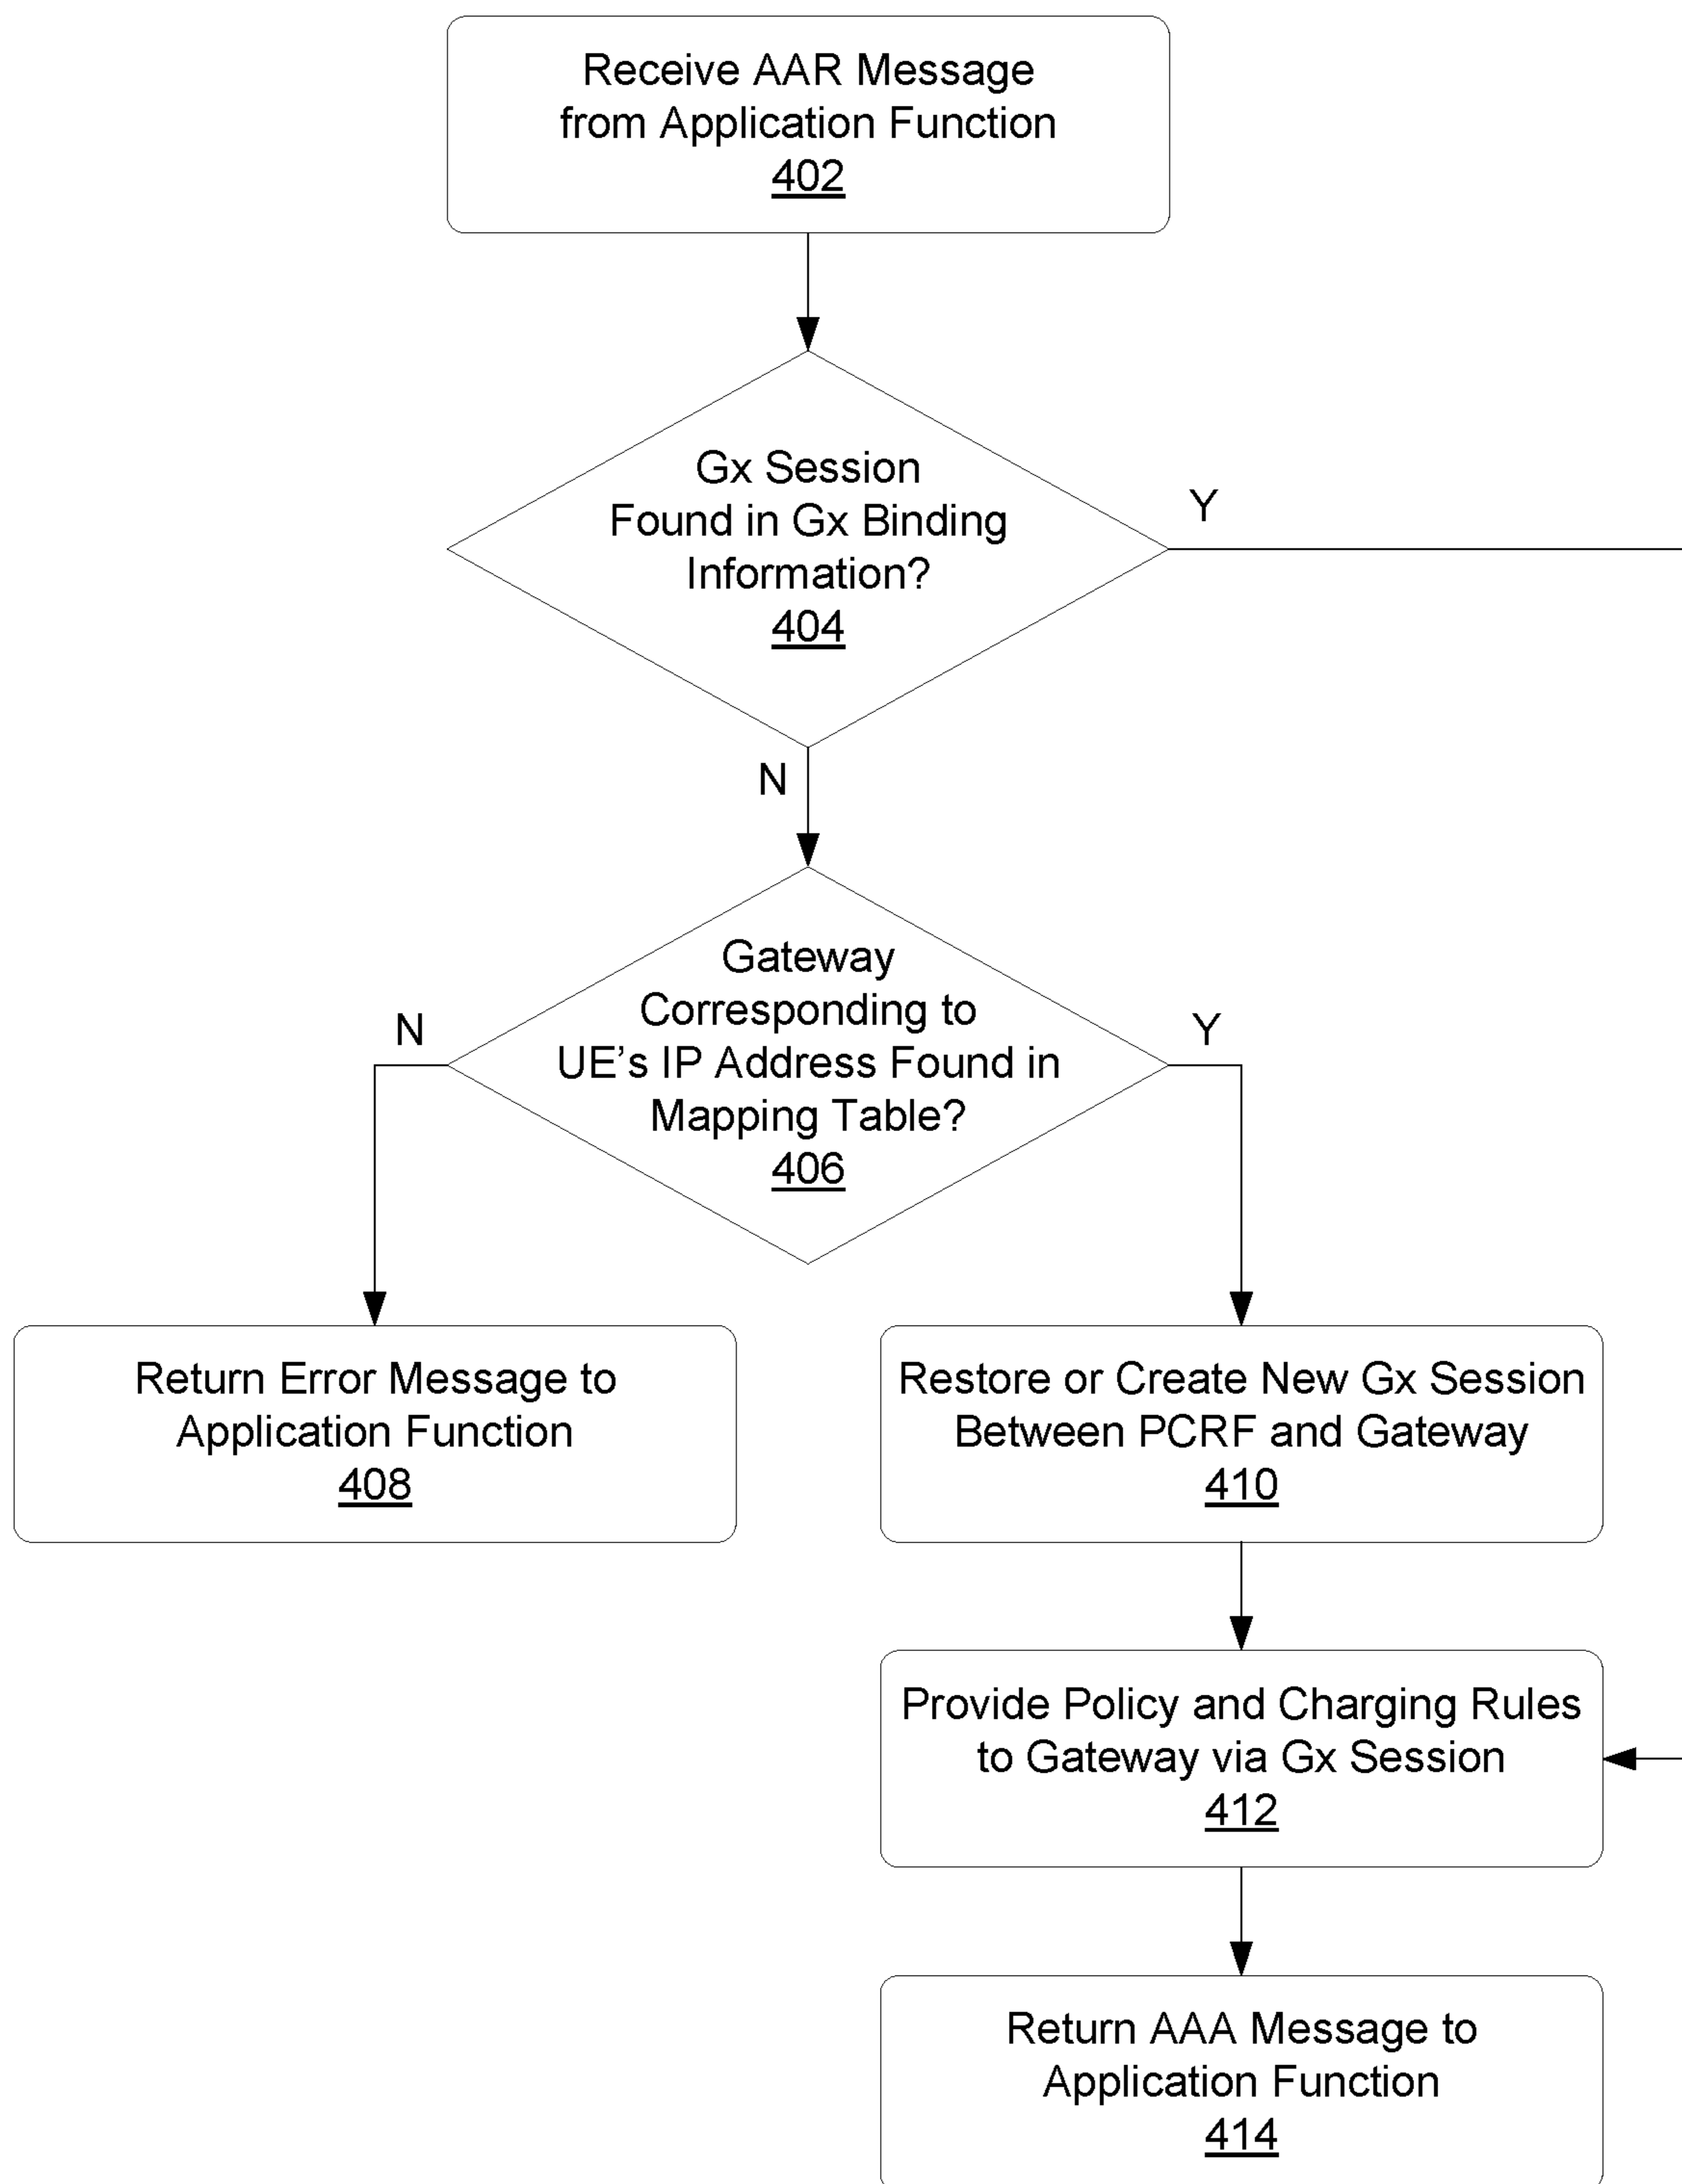 Receive AAR Message
from Application Function
402
Gx Session
Found in Gx Binding
Information?
404
Y
N
Gateway
Corresponding to
UE's IP Address Found in
Mapping Table?
406
N
Y
Return Error Message to
Application Function
408
Restore or Create New Gx Session
Between PCRF and Gateway
410
Provide Policy and Charging Rules
to Gateway via Gx Session
412
Return AAA Message to
Application Function
414